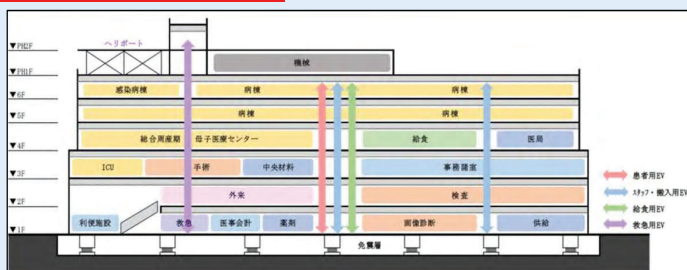 ▼PH2F
ヘリポート
機械
▼PH1F
感染病棟 病棟 病棟
▼6F
病棟 病棟
▼5F
総合周産期 母子医療センター 給食 医局
▼4F
ICU 手術 中央材料 事務諸室
▼3F
外来 検査
▼2F
利便施設 救急 医事会計 薬剤 画像診断 供給
▼1F
免震層
患者用EV
スタッフ・搬入用EV
給食用EV
救急用EV